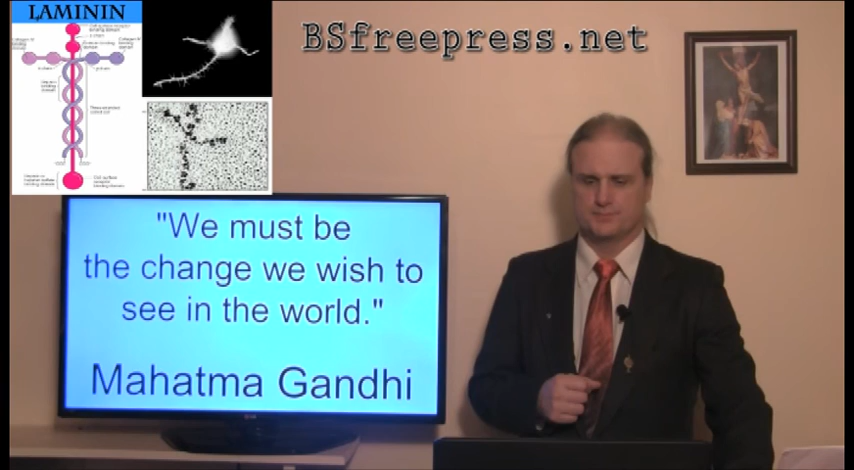 LAMININ
BSfreepress.net
"We must be
the change we wish to
see in the world."
Mahatma Gandhi